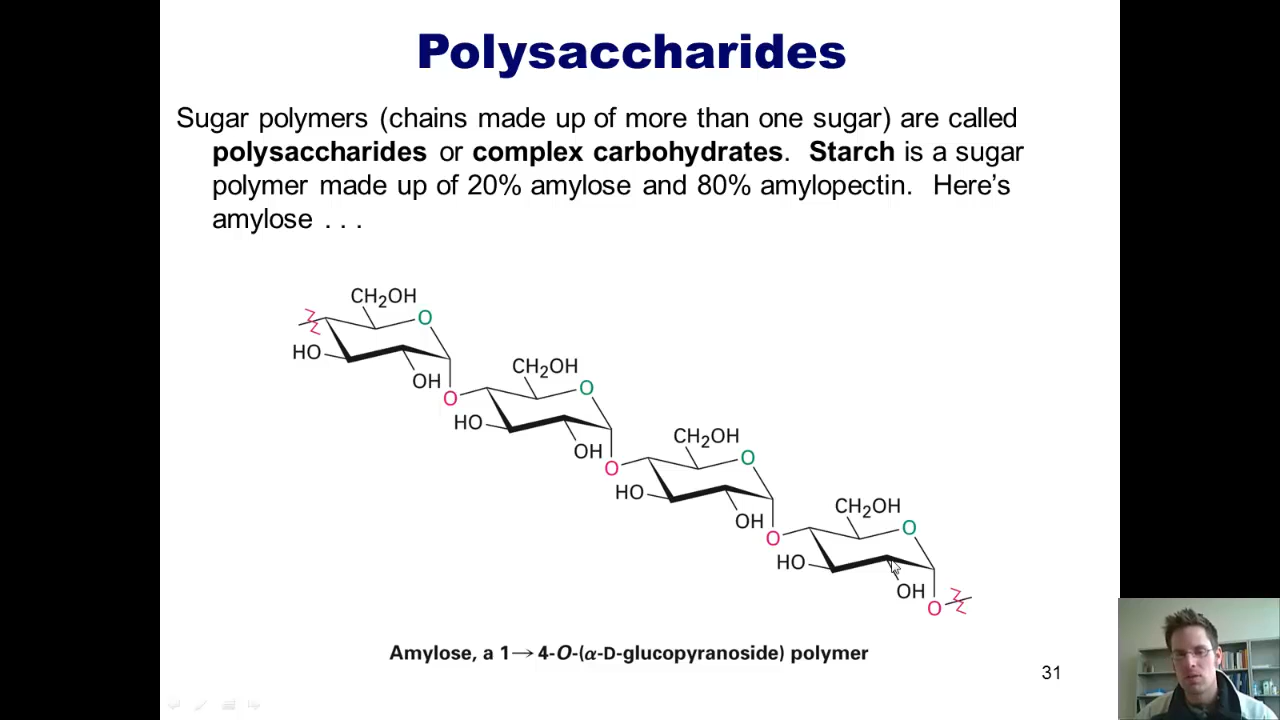 Polysaccharides
Sugar polymers (chains made up of more than one sugar) are called
polysaccharides or complex carbohydrates. Starch is a sugar
polymer made up of 20% amylose and 80% amylopectin. Here’s
amylose . . .
CH₂OH
O
HO
OH
O
CH₂OH
O
HO
OH
O
CH₂OH
O
HO
OH
O
CH₂OH
O
HO
OH
O
Amylose, a 1→4-O-(α-D-glucopyranoside) polymer
31